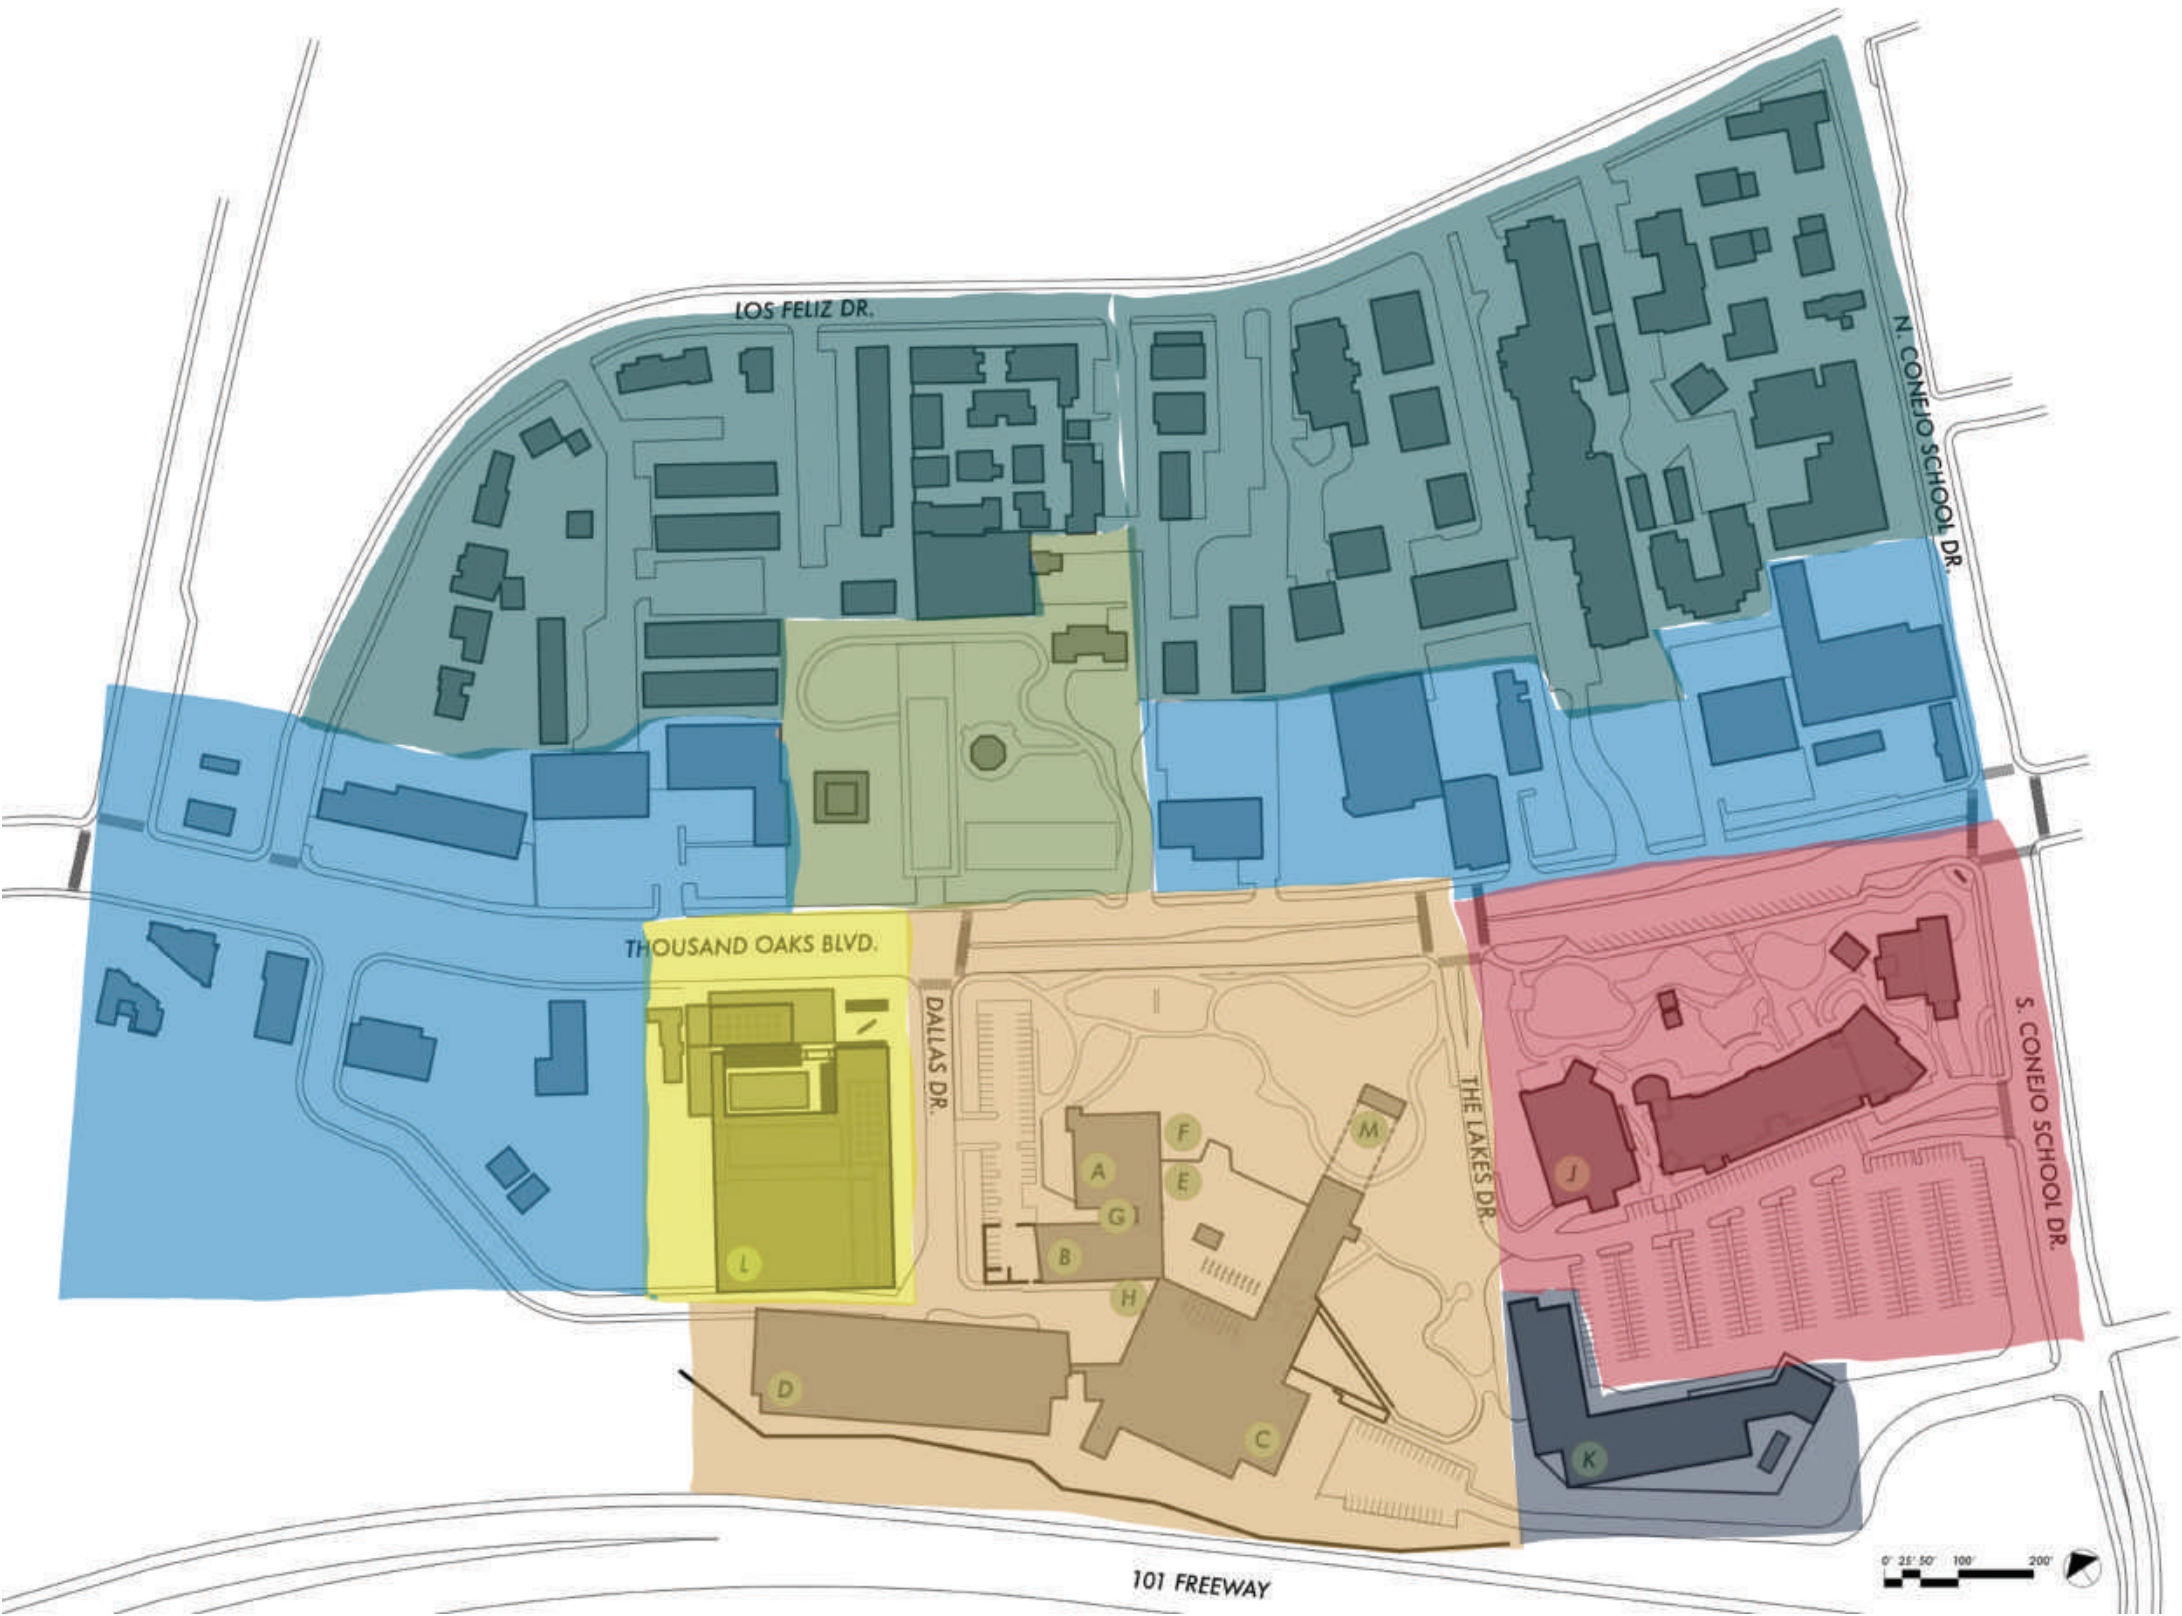 LOS FELIZ DR.
N. CONEJO SCHOOL DR.
THOUSAND OAKS BLVD.
DALLAS DR.
THE LAKES DR.
S. CONEJO SCHOOL DR.
F
M
A
E
J
G
B
L
H
D
C
K
0' 25' 50' 100' 200'
101 FREEWAY